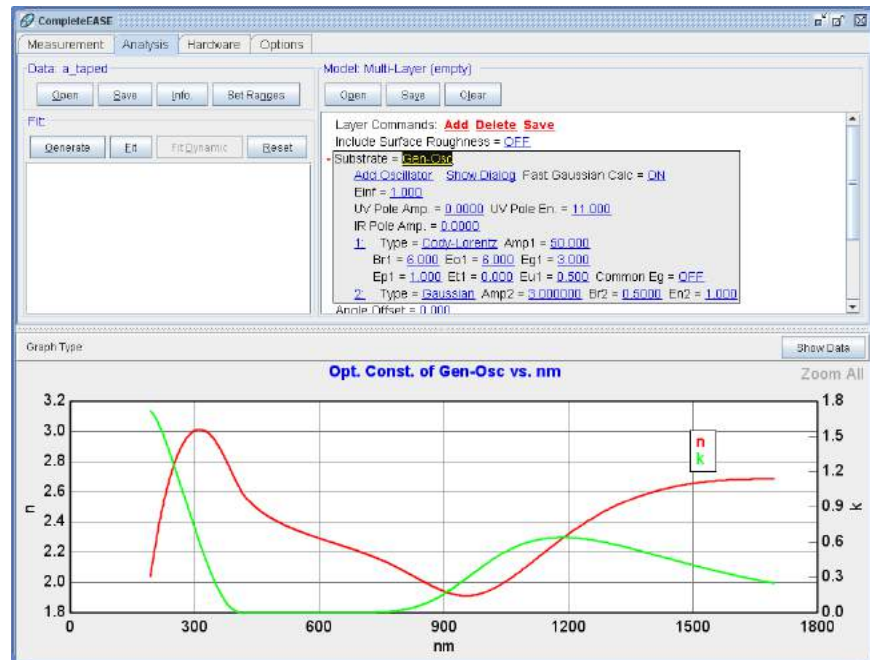 CompleteEASE
Measurement Analysis Hardware Options
Data: a_taped
Open Save Info. Set Ranges
Fit:
Generate Fit Fit Dynamic Reset
Model: Multi-Layer (empty)
Open Save Clear
Layer Commands: Add Delete Save
Include Surface Roughness = OFF
- Substrate = Gen-Osc
Add Oscillator Show Dialog Fast Gaussian Calc = ON
Einf = 1.000
UV Pole Amp. = 0.0000 UV Pole En. = 11.000
IR Pole Amp. = 0.0000
1: Type = Cody-Lorentz Amp1 = 50.000
Br1 = 6.000 Eo1 = 6.000 Eg1 = 3.000
Ep1 = 1.000 Et1 = 0.000 Eu1 = 0.500 Common Eg = OFF
2: Type = Gaussian Amp2 = 3.000000 Br2 = 0.5000 En2 = 1.000
Angle Offset = 0.000
Graph Type
Show Data
Opt. Const. of Gen-Osc vs. nm
Zoom All
3.2
3.0
2.8
2.6
2.4
2.2
2.0
1.8
n
n
k
1.8
1.5
1.2
0.9
0.6
0.3
0.0
k
0 300 600 900 1200 1500 1800
nm